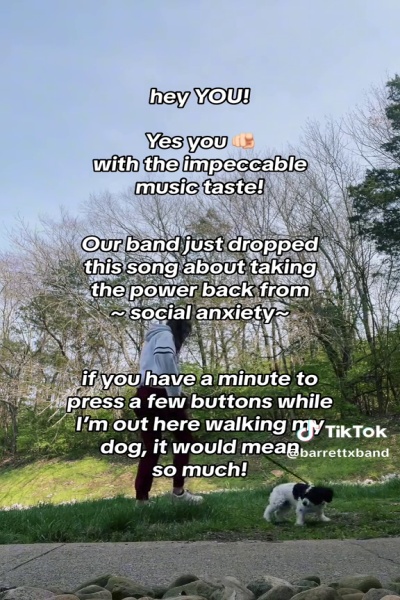 hey YOU!
Yes you 🫵🏻
with the impeccable
music taste!
Our band just dropped
this song about taking
the power back from
~ social anxiety~
if you have a minute to
press a few buttons while
I'm out here walking my
dog, it would mean
so much!
TikTok
@barrettxband